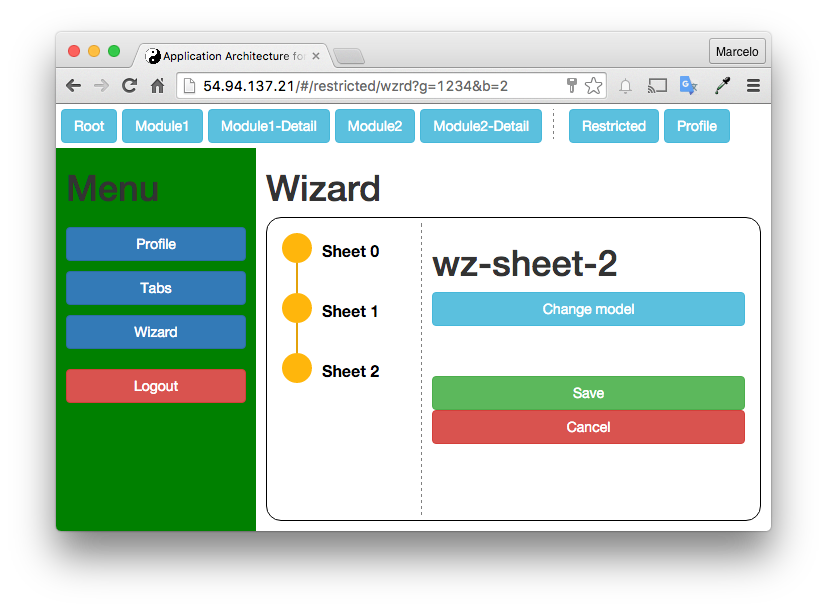 Application Architecture for
Marcelo
54.94.137.21/#/restricted/wzrd?g=1234&b=2
Root Module1 Module1-Detail Module2 Module2-Detail Restricted Profile
Menu
Profile
Tabs
Wizard
Logout
Wizard
Sheet 0
Sheet 1
Sheet 2
wz-sheet-2
Change model
Save
Cancel